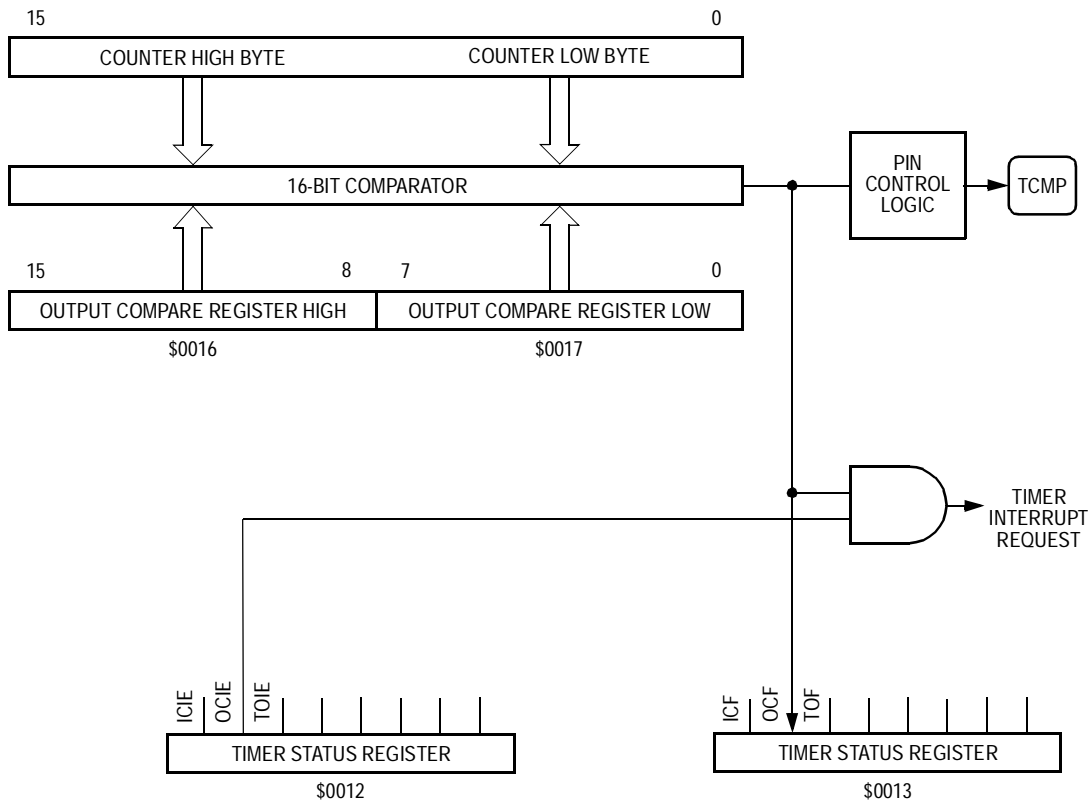 15 0
COUNTER HIGH BYTE COUNTER LOW BYTE
16-BIT COMPARATOR
PIN
CONTROL
LOGIC
TCMP
15 8 7 0
OUTPUT COMPARE REGISTER HIGH OUTPUT COMPARE REGISTER LOW
$0016 $0017
TIMER
INTERRUPT
REQUEST
ICIE OCIE TOIE
TIMER STATUS REGISTER
$0012
ICF OCF TOF
TIMER STATUS REGISTER
$0013